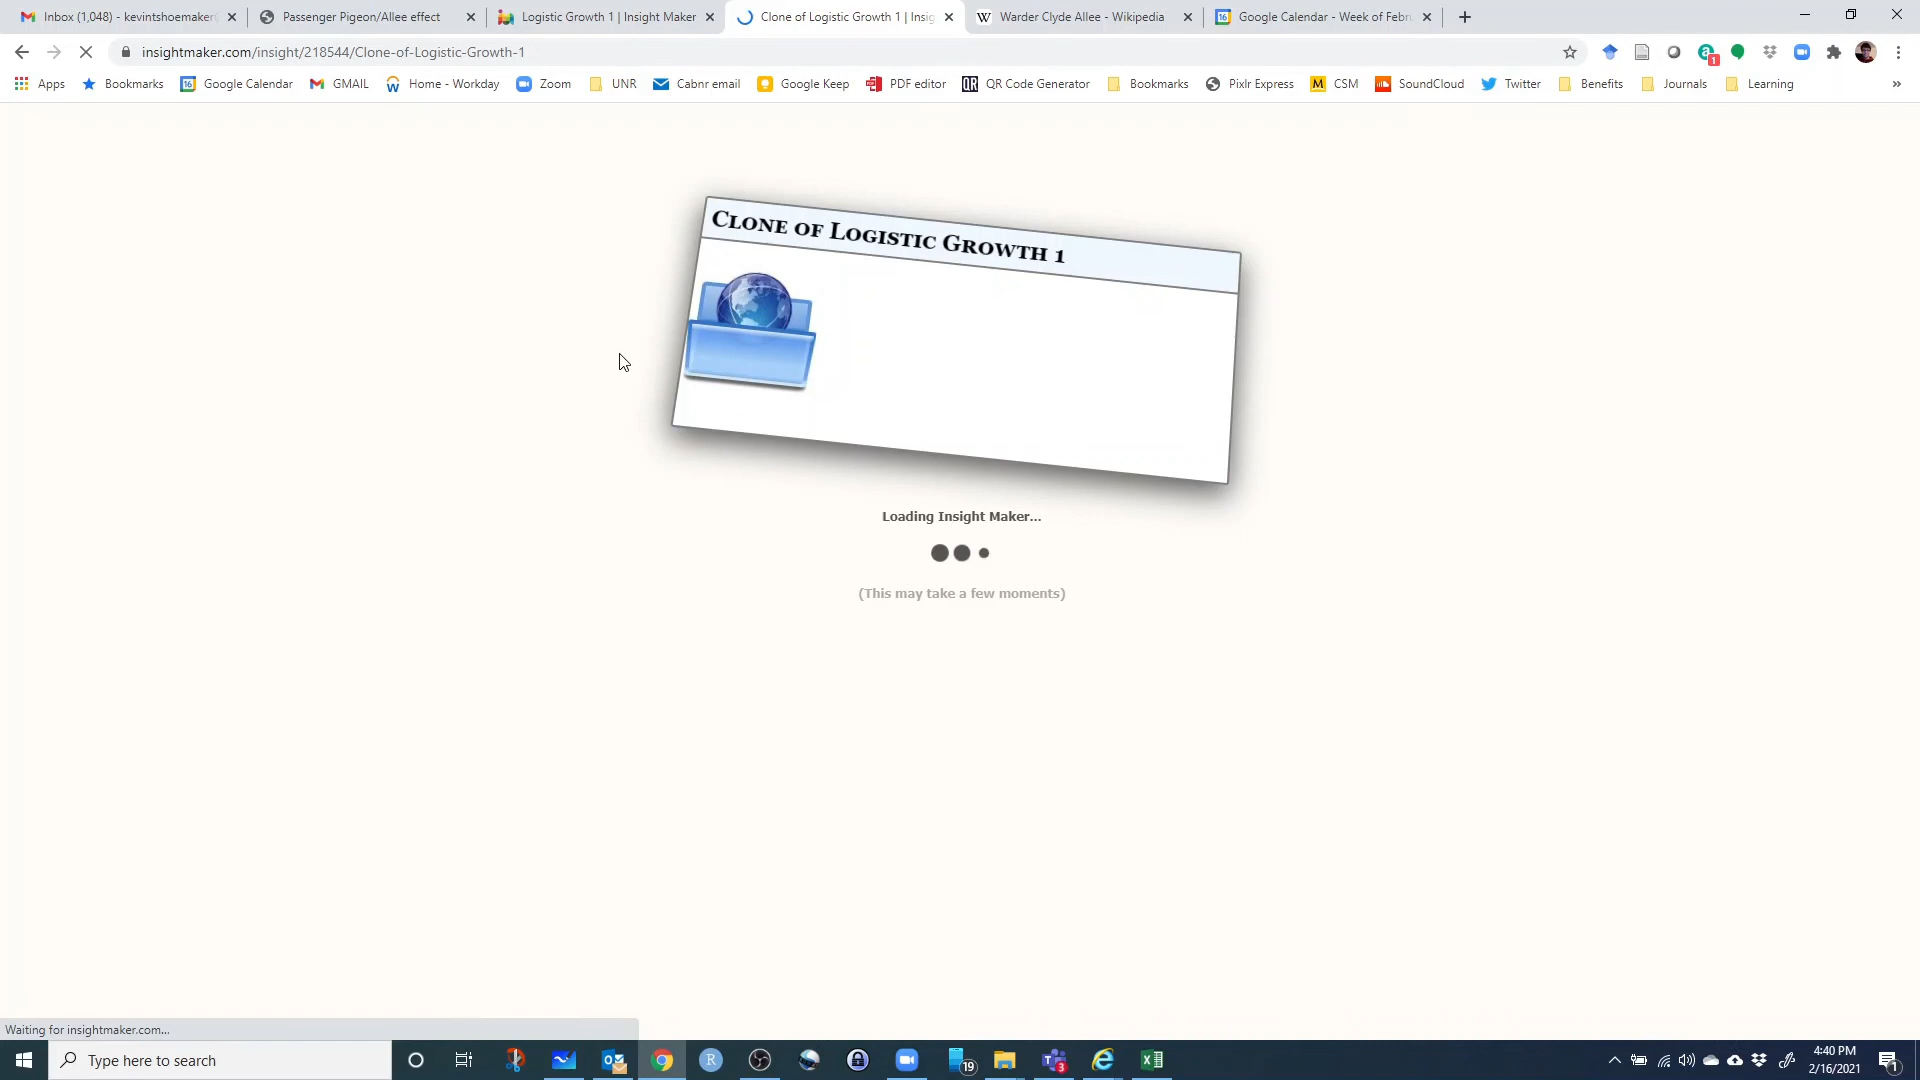 Inbox (1,048) - kevintshoemaker
Passenger Pigeon/Allee effect
Logistic Growth 1 | Insight Maker
Clone of Logistic Growth 1 | Insig
Warder Clyde Allee - Wikipedia
Google Calendar - Week of Febr
insightmaker.com/insight/218544/Clone-of-Logistic-Growth-1
Apps
Bookmarks
Google Calendar
GMAIL
Home - Workday
Zoom
UNR
Cabnr email
Google Keep
PDF editor
QR Code Generator
Bookmarks
Pixlr Express
CSM
SoundCloud
Twitter
Benefits
Journals
Learning
»
CLONE OF LOGISTIC GROWTH 1
Loading Insight Maker...
(This may take a few moments)
Waiting for insightmaker.com...
Type here to search
19
3
4:40 PM
2/16/2021
1